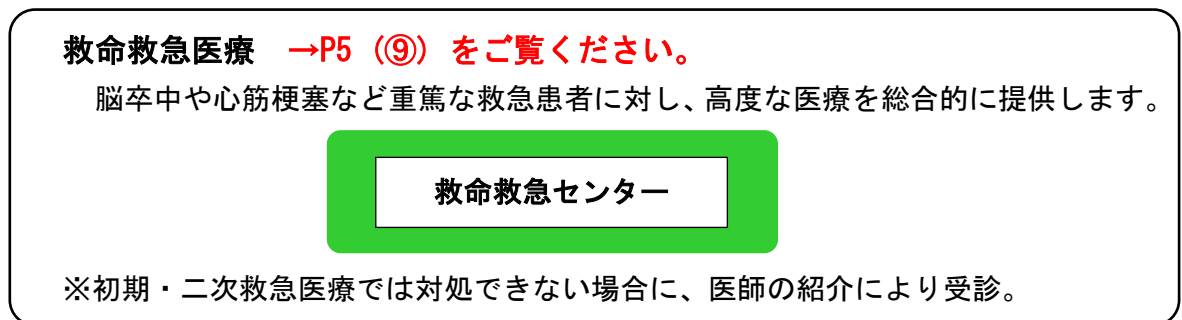 救命救急医療　→P5（⑨）をご覧ください。
脳卒中や心筋梗塞など重篤な救急患者に対し、高度な医療を総合的に提供します。
救命救急センター
※初期・二次救急医療では対処できない場合に、医師の紹介により受診。